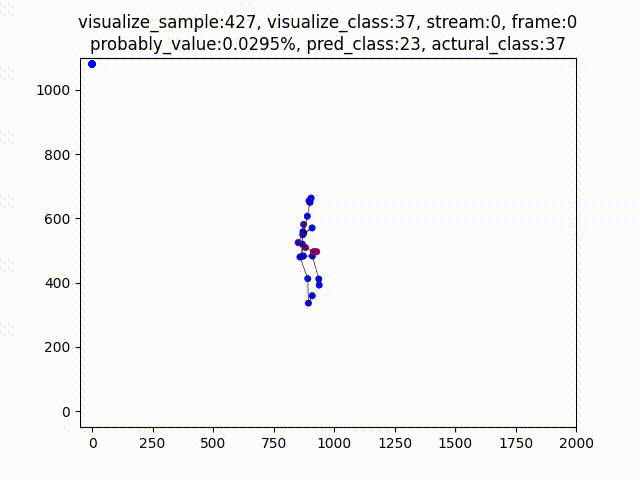 visualize_sample:427, visualize_class:37, stream:0, frame:0
probably_value:0.0295%, pred_class:23, actural_class:37
1000
800
600
400
200
0
0 250 500 750 1000 1250 1500 1750 2000